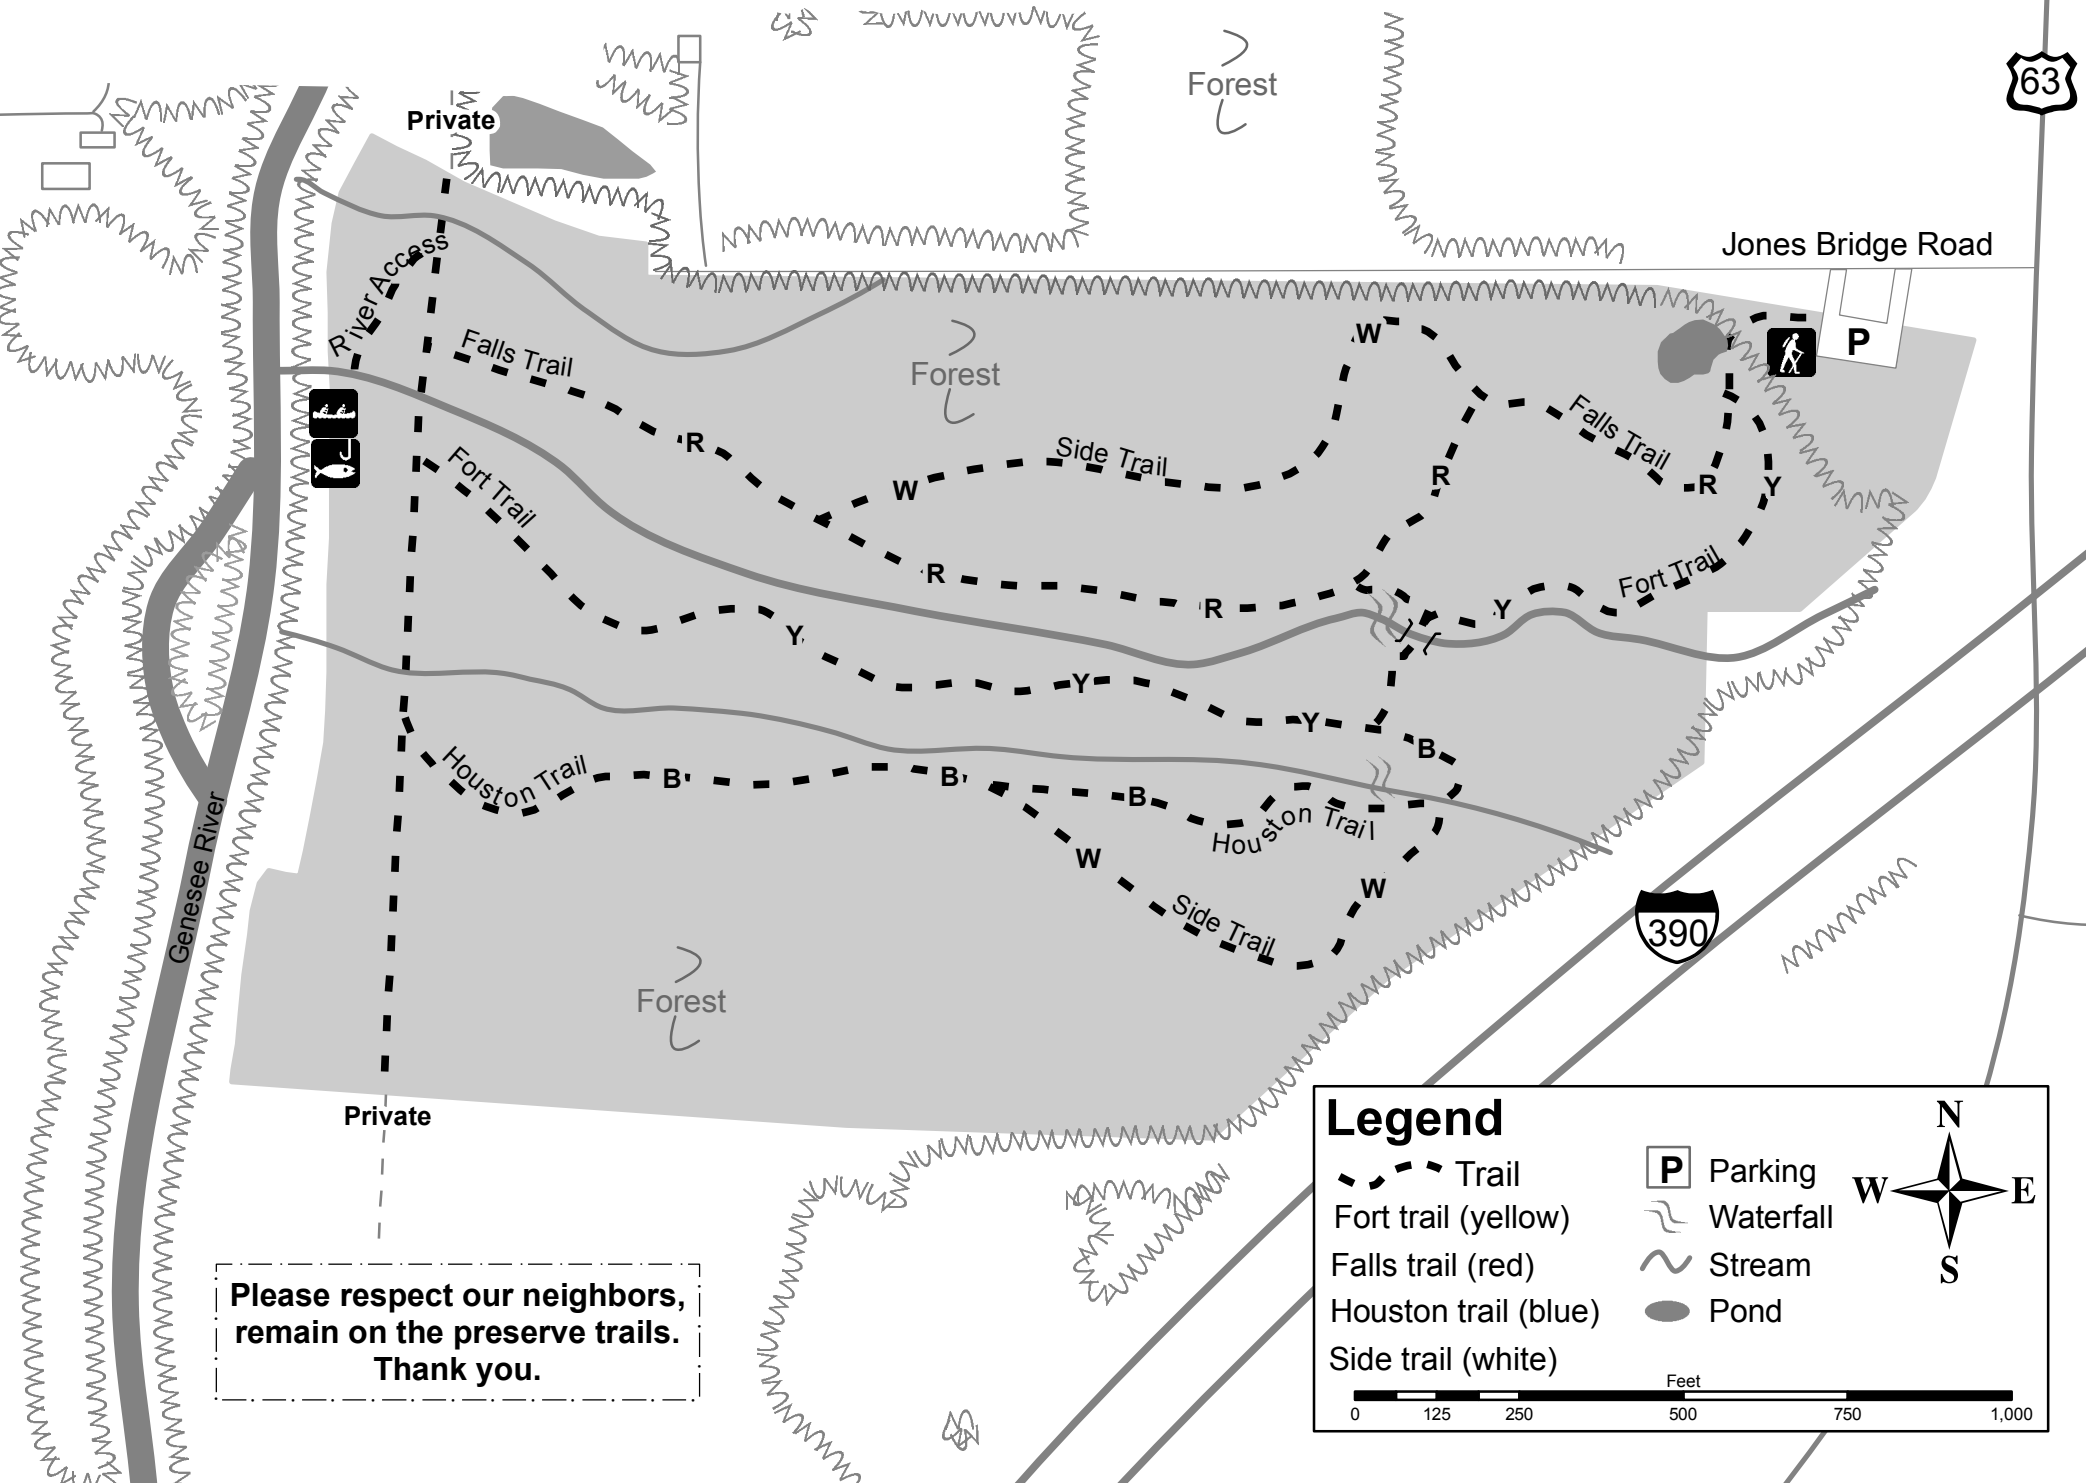 63
Forest
Private
Jones Bridge Road
P
River Access
Falls Trail
W
Forest
Falls Trail
R
Side Trail
W
R
R
Y
Fort Trail
Fort Trail
R
R
Y
Y
Y
Y
B
Houston Trail
B
B
B
Houston Trail
W
W
Side Trail
Genesee River
390
Forest
Private
Please respect our neighbors,
remain on the preserve trails.
Thank you.
Legend
Trail
Fort trail (yellow)
Falls trail (red)
Houston trail (blue)
Side trail (white)
P Parking
Waterfall
Stream
Pond
N
W E
S
Feet
0 125 250 500 750 1,000